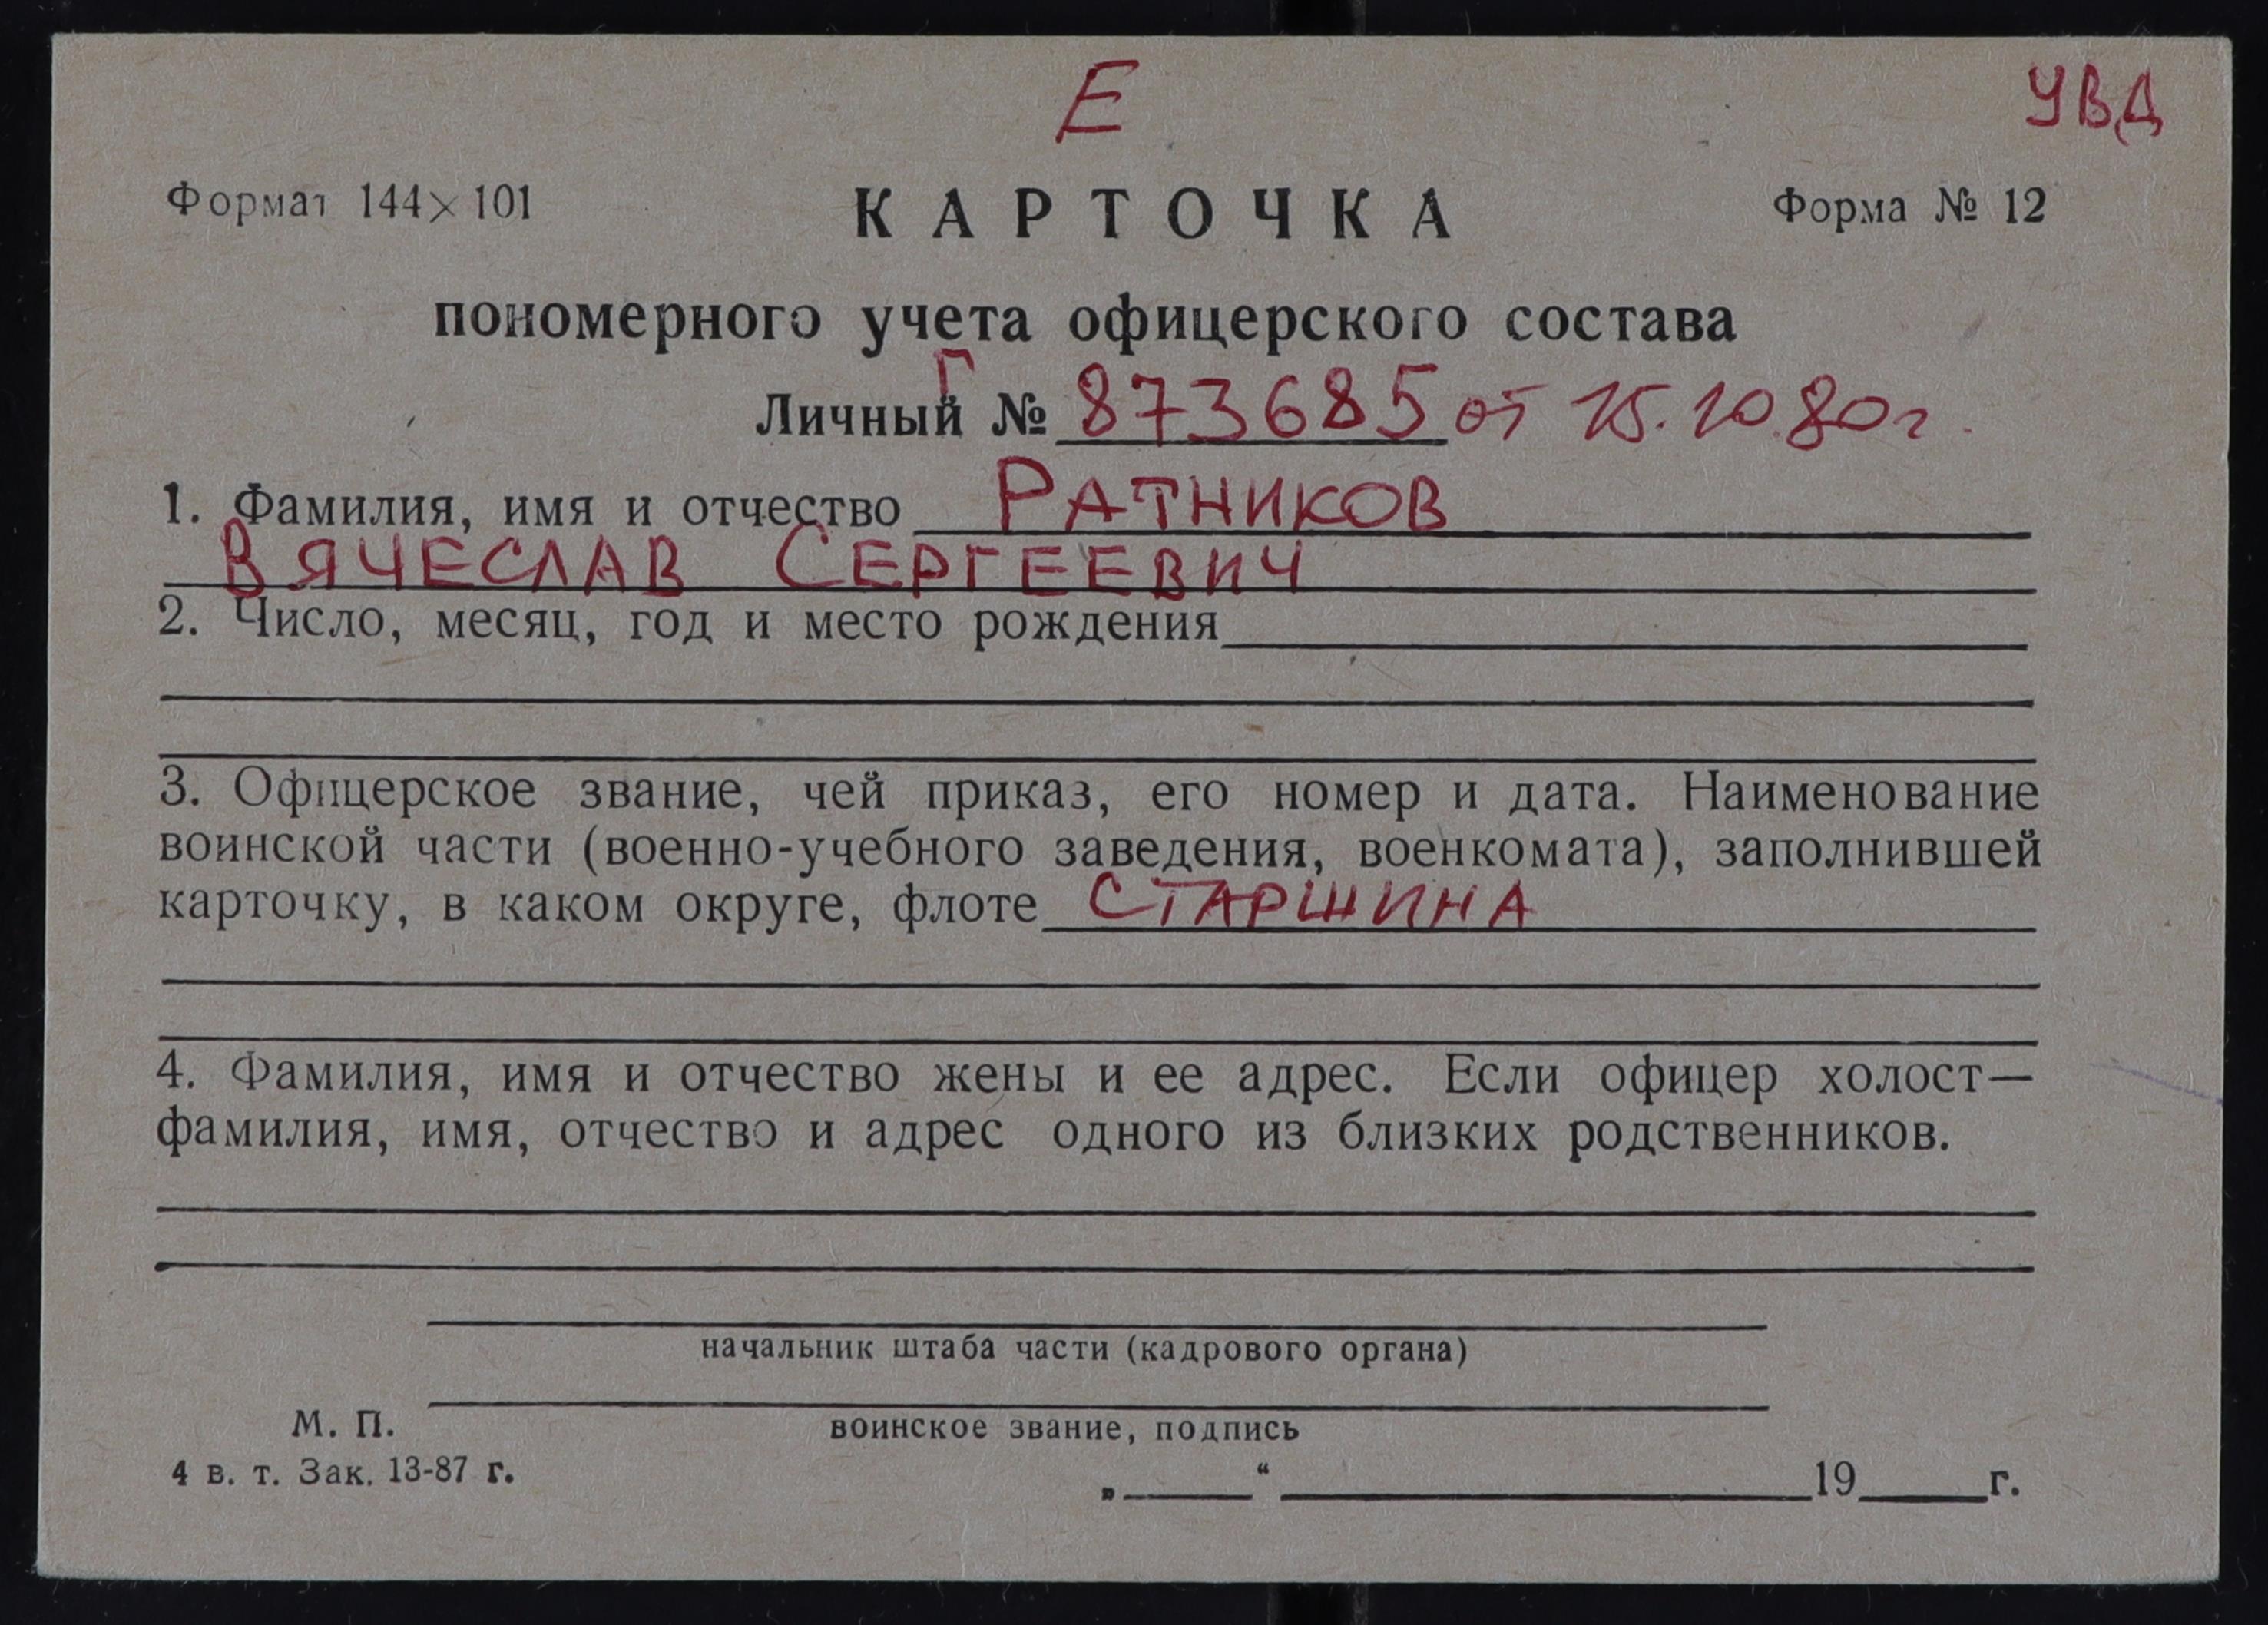 Е УВД
Формат 144×101 КАРТОЧКА Форма № 12
пономерного учета офицерского состава
Г
Личный № 873685 от 15.10.80г.
1. Фамилия, имя и отчество РАТНИКОВ
ВЯЧЕСЛАВ СЕРГЕЕВИЧ
2. Число, месяц, год и место рождения
3. Офицерское звание, чей приказ, его номер и дата. Наименование
воинской части (военно-учебного заведения, военкомата), заполнившей
карточку, в каком округе, флоте СТАРШИНА
4. Фамилия, имя и отчество жены и ее адрес. Если офицер холост—
фамилия, имя, отчество и адрес одного из близких родственников.
начальник штаба части (кадрового органа)
М. П.
воинское звание, подпись
4 в. т. Зак. 13-87 г.
„____“ ____________ 19____г.